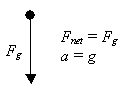 F_net = F_g
F_g
a = g